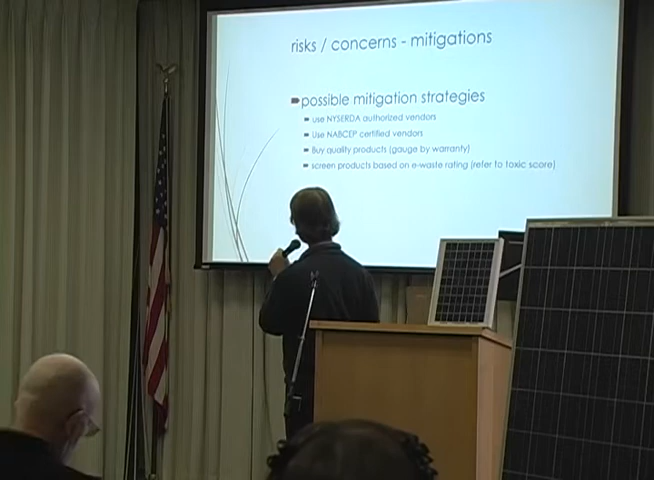 risks / concerns - mitigations
possible mitigation strategies
use NYSERDA authorized vendors
Use NABCEP certified vendors
Buy quality products (gauge by warranty)
screen products based on e-waste rating (refer to toxic score)